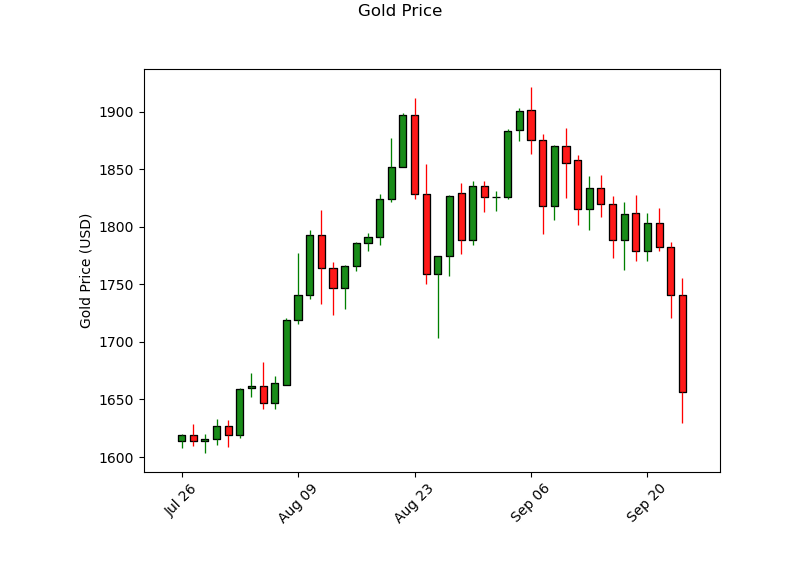 Gold Price
Gold Price (USD)
1900
1850
1800
1750
1700
1650
1600
Jul 26
Aug 09
Aug 23
Sep 06
Sep 20